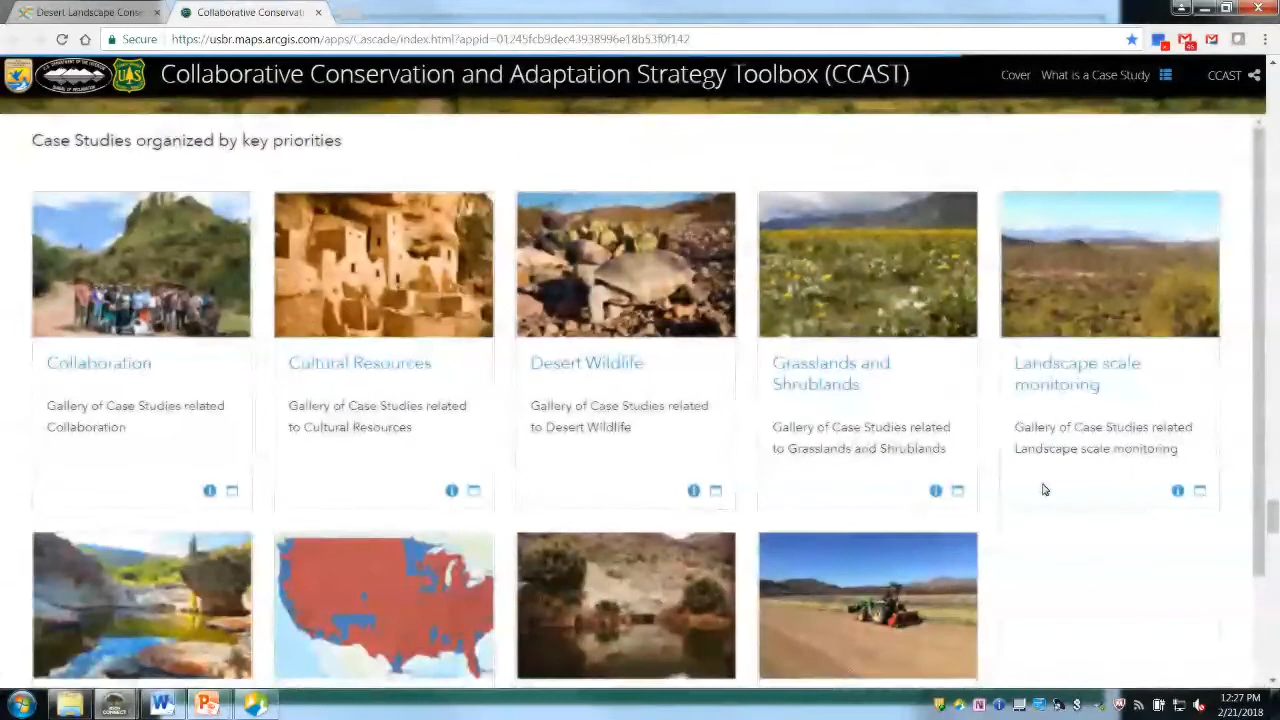 Desert Landscape Cons
Collaborative Conservati
Secure
https://usbr.maps.arcgis.com/apps/Cascade/index.html?appid=01245fcb9dec43938996e18b53f0f142
Collaborative Conservation and Adaptation Strategy Toolbox (CCAST)
Cover
What is a Case Study
CCAST
Case Studies organized by key priorities
Collaboration
Gallery of Case Studies related
Collaboration
Cultural Resources
Gallery of Case Studies related
to Cultural Resources
Desert Wildlife
Gallery of Case Studies related
to Desert Wildlife
Grasslands and
Shrublands
Gallery of Case Studies related
to Grasslands and Shrublands
Landscape scale
monitoring
Gallery of Case Studies related
Landscape scale monitoring
12:27 PM
2/21/2018